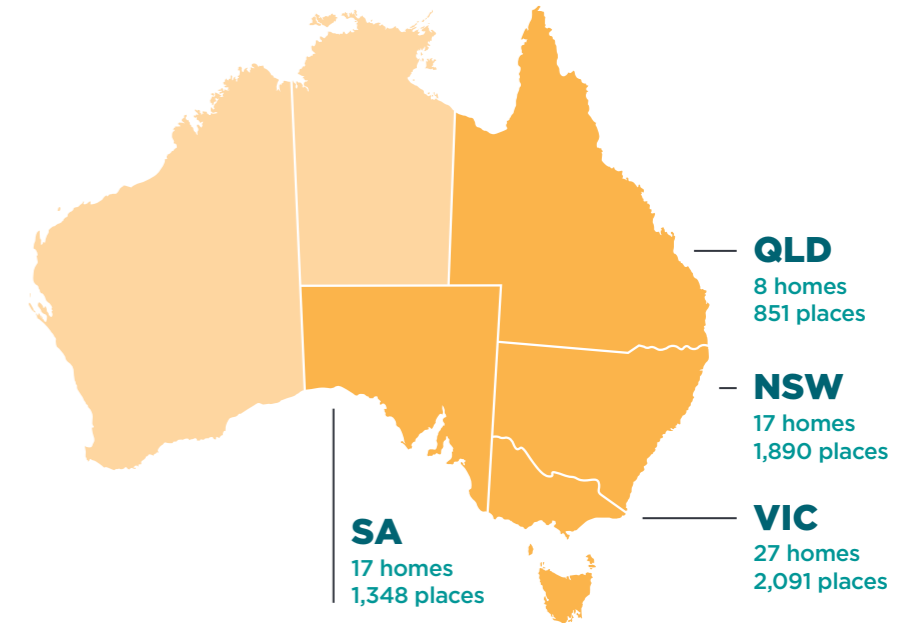 QLD
8 homes
851 places
NSW
17 homes
1,890 places
VIC
27 homes
2,091 places
SA
17 homes
1,348 places